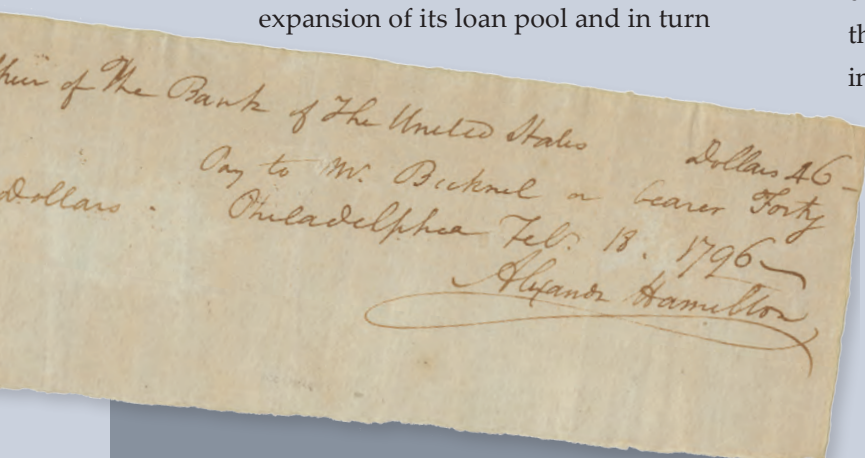 expansion of its loan pool and in turn
th
in
of The Bank of The United States Dollars 46–
Pay to Mr. Bicknel or bearer Forty
Dollars. Philadelphia Feb. 18. 1796
Alexandr Hamilton